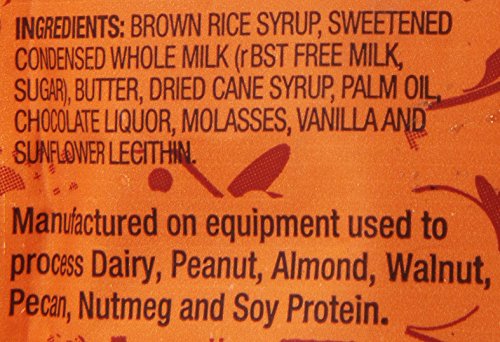 INGREDIENTS: BROWN RICE SYRUP, SWEETENED
CONDENSED WHOLE MILK (rBST FREE MILK,
SUGAR), BUTTER, DRIED CANE SYRUP, PALM OIL,
CHOCOLATE LIQUOR, MOLASSES, VANILLA AND
SUNFLOWER LECITHIN.
Manufactured on equipment used to
process Dairy, Peanut, Almond, Walnut,
Pecan, Nutmeg and Soy Protein.